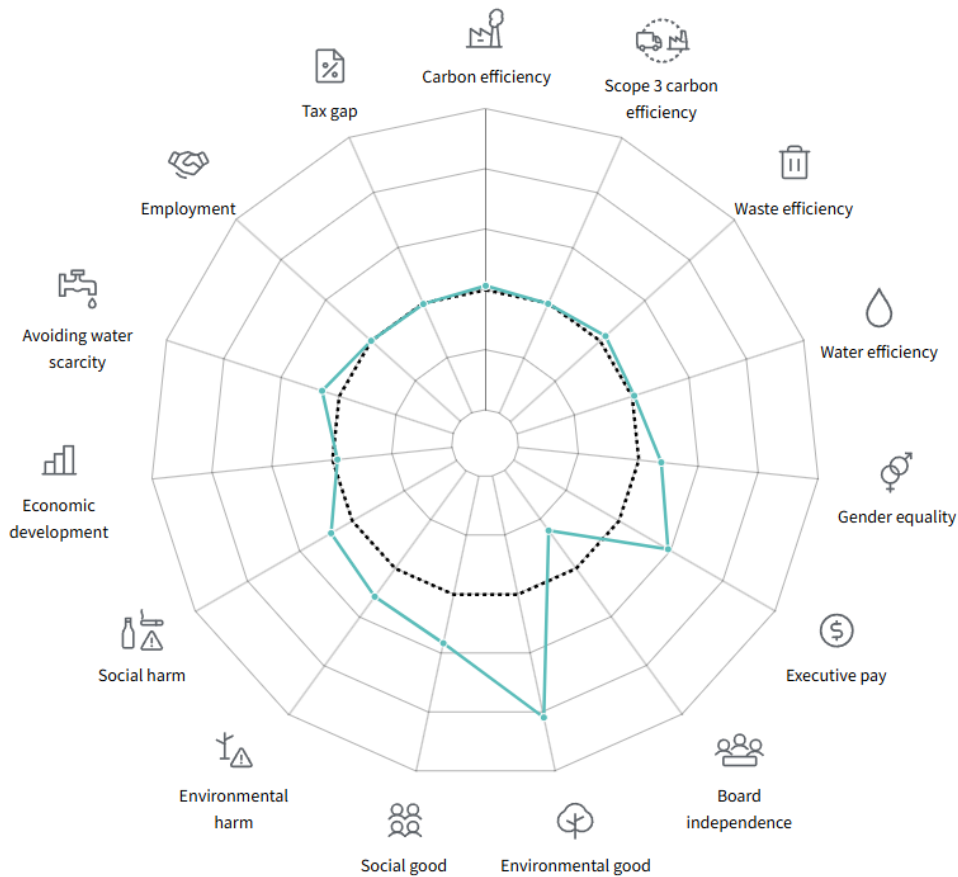 Carbon efficiency
Scope 3 carbon
efficiency
Waste efficiency
Water efficiency
Gender equality
$
Executive pay
Board
independence
Environmental good
Social good
Environmental
harm
Social harm
Economic
development
Avoiding water
scarcity
Employment
%
Tax gap